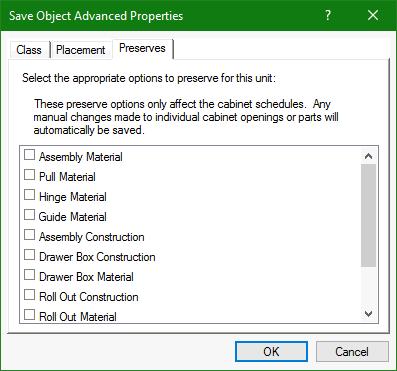 Save Object Advanced Properties
Class Placement Preserves
Select the appropriate options to preserve for this unit:
These preserve options only affect the cabinet schedules. Any
manual changes made to individual cabinet openings or parts will
automatically be saved.
Assembly Material
Pull Material
Hinge Material
Guide Material
Assembly Construction
Drawer Box Construction
Drawer Box Material
Roll Out Construction
Roll Out Material
OK Cancel